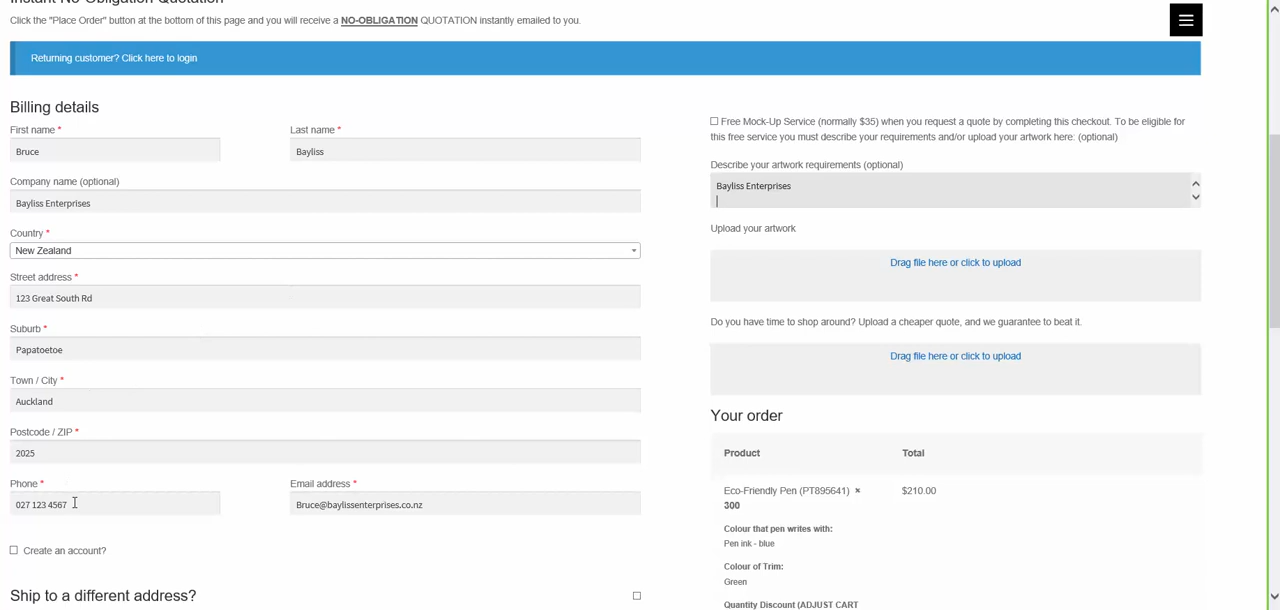 Instant No-Obligation Quotation
Click the "Place Order" button at the bottom of this page and you will receive a NO-OBLIGATION QUOTATION instantly emailed to you.
Returning customer? Click here to login
Billing details
First name *
Last name *
Bruce
Bayliss
Company name (optional)
Bayliss Enterprises
Country *
New Zealand
Street address *
123 Great South Rd
Suburb *
Papatoetoe
Town / City *
Auckland
Postcode / ZIP *
2025
Phone *
Email address *
027 123 4567
Bruce@baylissenterprises.co.nz
Create an account?
Ship to a different address?
Free Mock-Up Service (normally $35) when you request a quote by completing this checkout. To be eligible for
this free service you must describe your requirements and/or upload your artwork here: (optional)
Describe your artwork requirements (optional)
Bayliss Enterprises
Upload your artwork
Drag file here or click to upload
Do you have time to shop around? Upload a cheaper quote, and we guarantee to beat it.
Drag file here or click to upload
Your order
Product
Total
Eco-Friendly Pen (PT895641) ×
$210.00
300
Colour that pen writes with:
Pen ink - blue
Colour of Trim:
Green
Quantity Discount (ADJUST CART